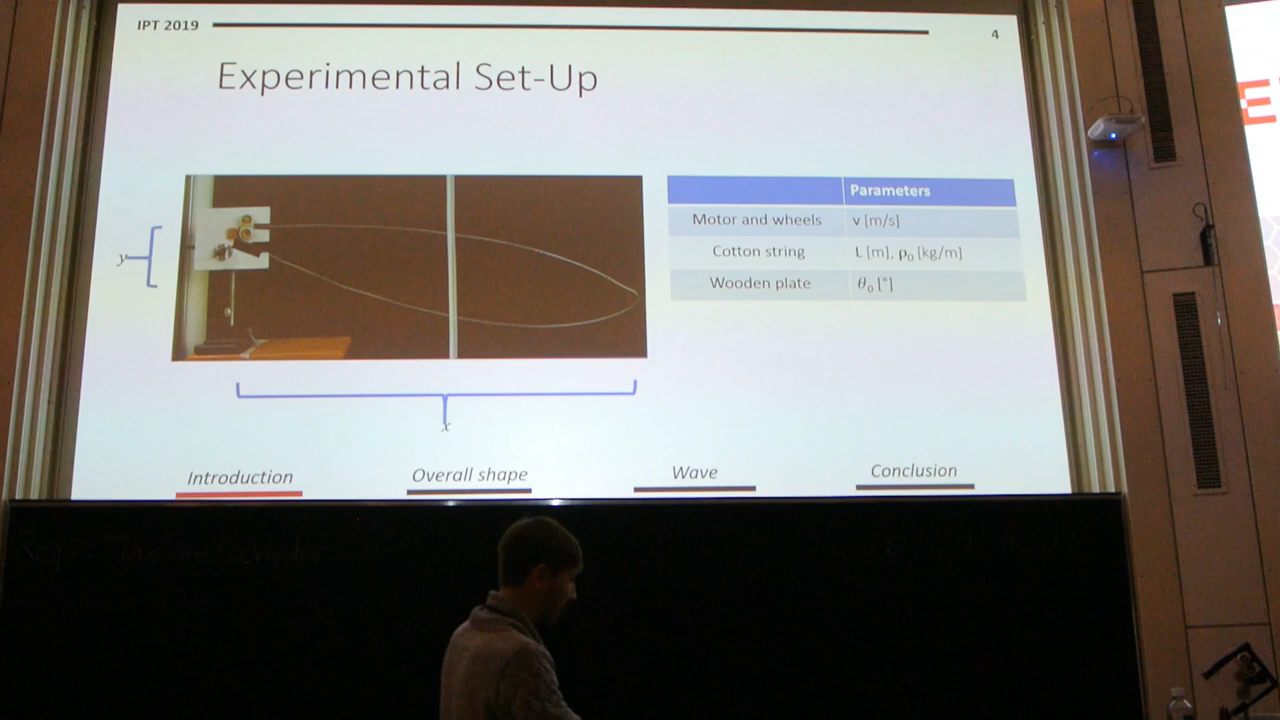 IPT 2019
4
Experimental Set-Up
Parameters
Motor and wheels v [m/s]
Cotton string L [m], ρ₀ [kg/m]
Wooden plate θ₀ [°]
y
x
Introduction Overall shape Wave Conclusion
E